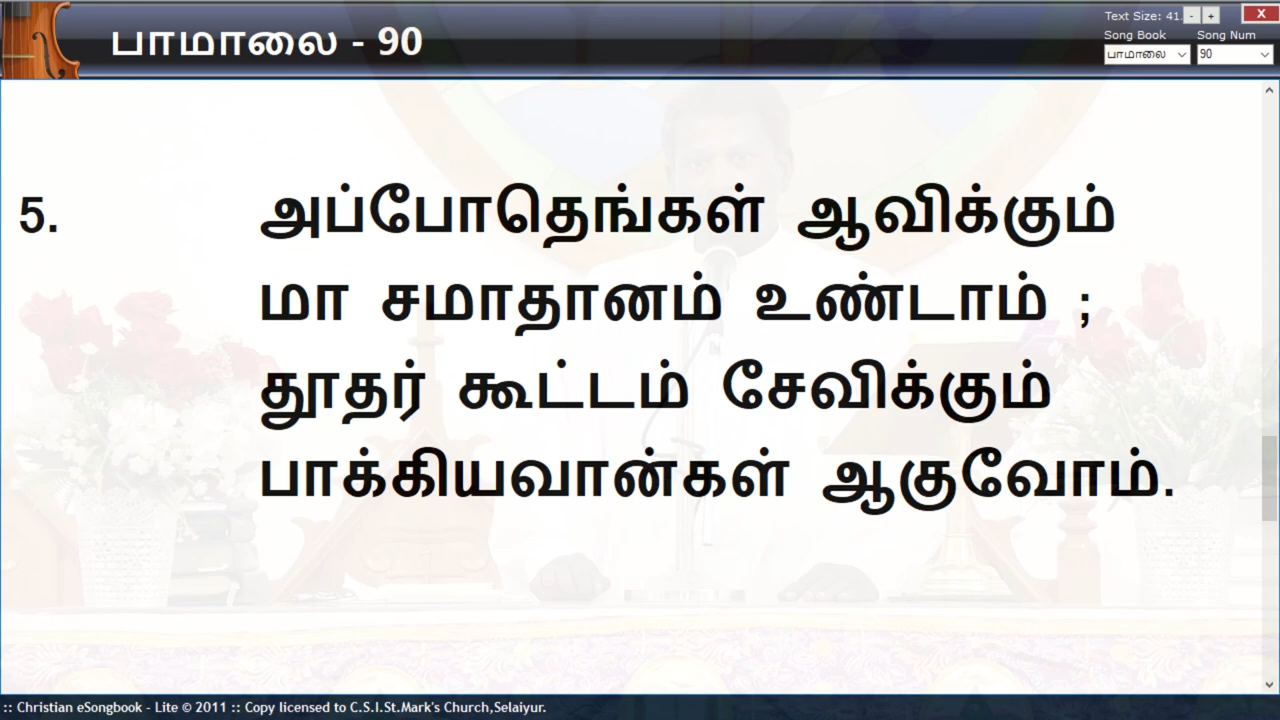 பாமாலை - 90
Text Size: 41. - +
X
Song Book
Song Num
பாமாலை
90
5. அப்போதெங்கள் ஆவிக்கும்
மா சமாதானம் உண்டாம் ;
தூதர் கூட்டம் சேவிக்கும்
பாக்கியவான்கள் ஆகுவோம்.
:: Christian eSongbook - Lite © 2011 :: Copy licensed to C.S.I.St.Mark's Church,Selaiyur.